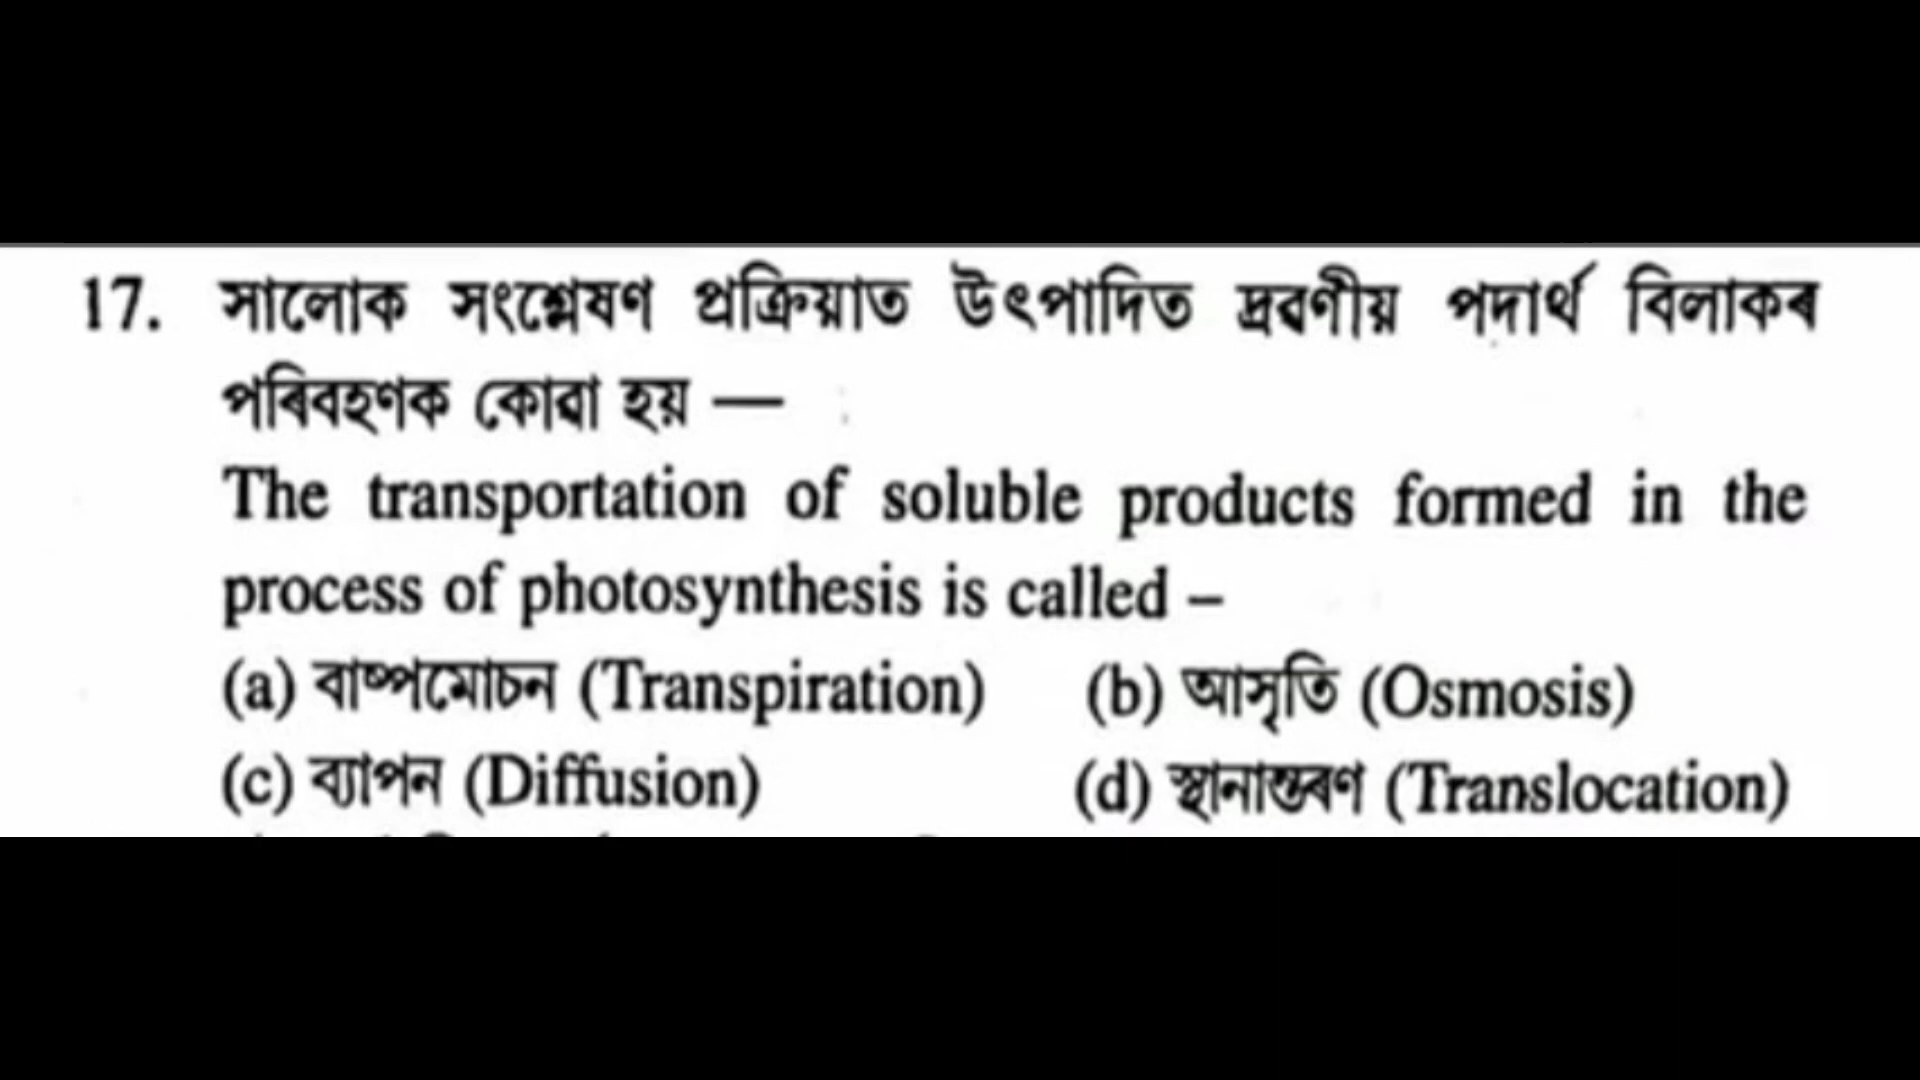 17. সালোক সংশ্লেষণ প্ৰক্ৰিয়াত উৎপাদিত দ্ৰৱণীয় পদাৰ্থ বিলাকৰ
পৰিবহণক কোৱা হয় —
The transportation of soluble products formed in the
process of photosynthesis is called –
(a) বাষ্পমোচন (Transpiration) (b) আসৃতি (Osmosis)
(c) ব্যাপন (Diffusion) (d) স্থানান্তৰণ (Translocation)